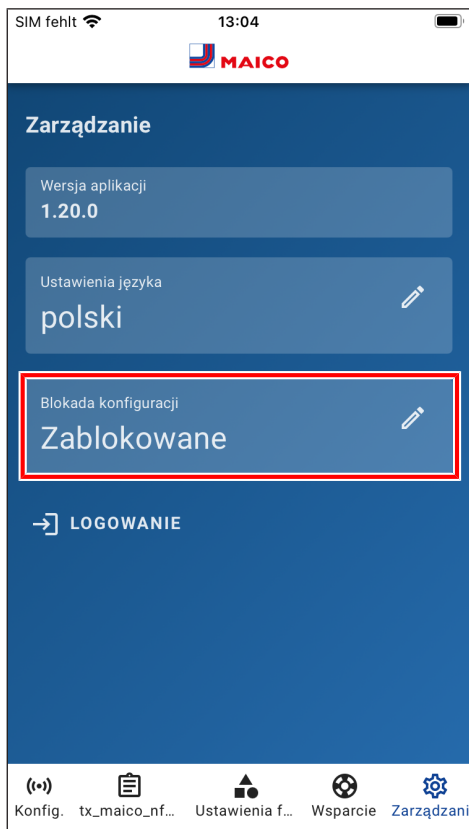 SIM fehlt 13:04
MAICO
Zarządzanie
Wersja aplikacji
1.20.0
Ustawienia języka
polski
Blokada konfiguracji
Zablokowane
LOGOWANIE
Konfig. tx_maico_nf... Ustawienia f... Wsparcie Zarządzani